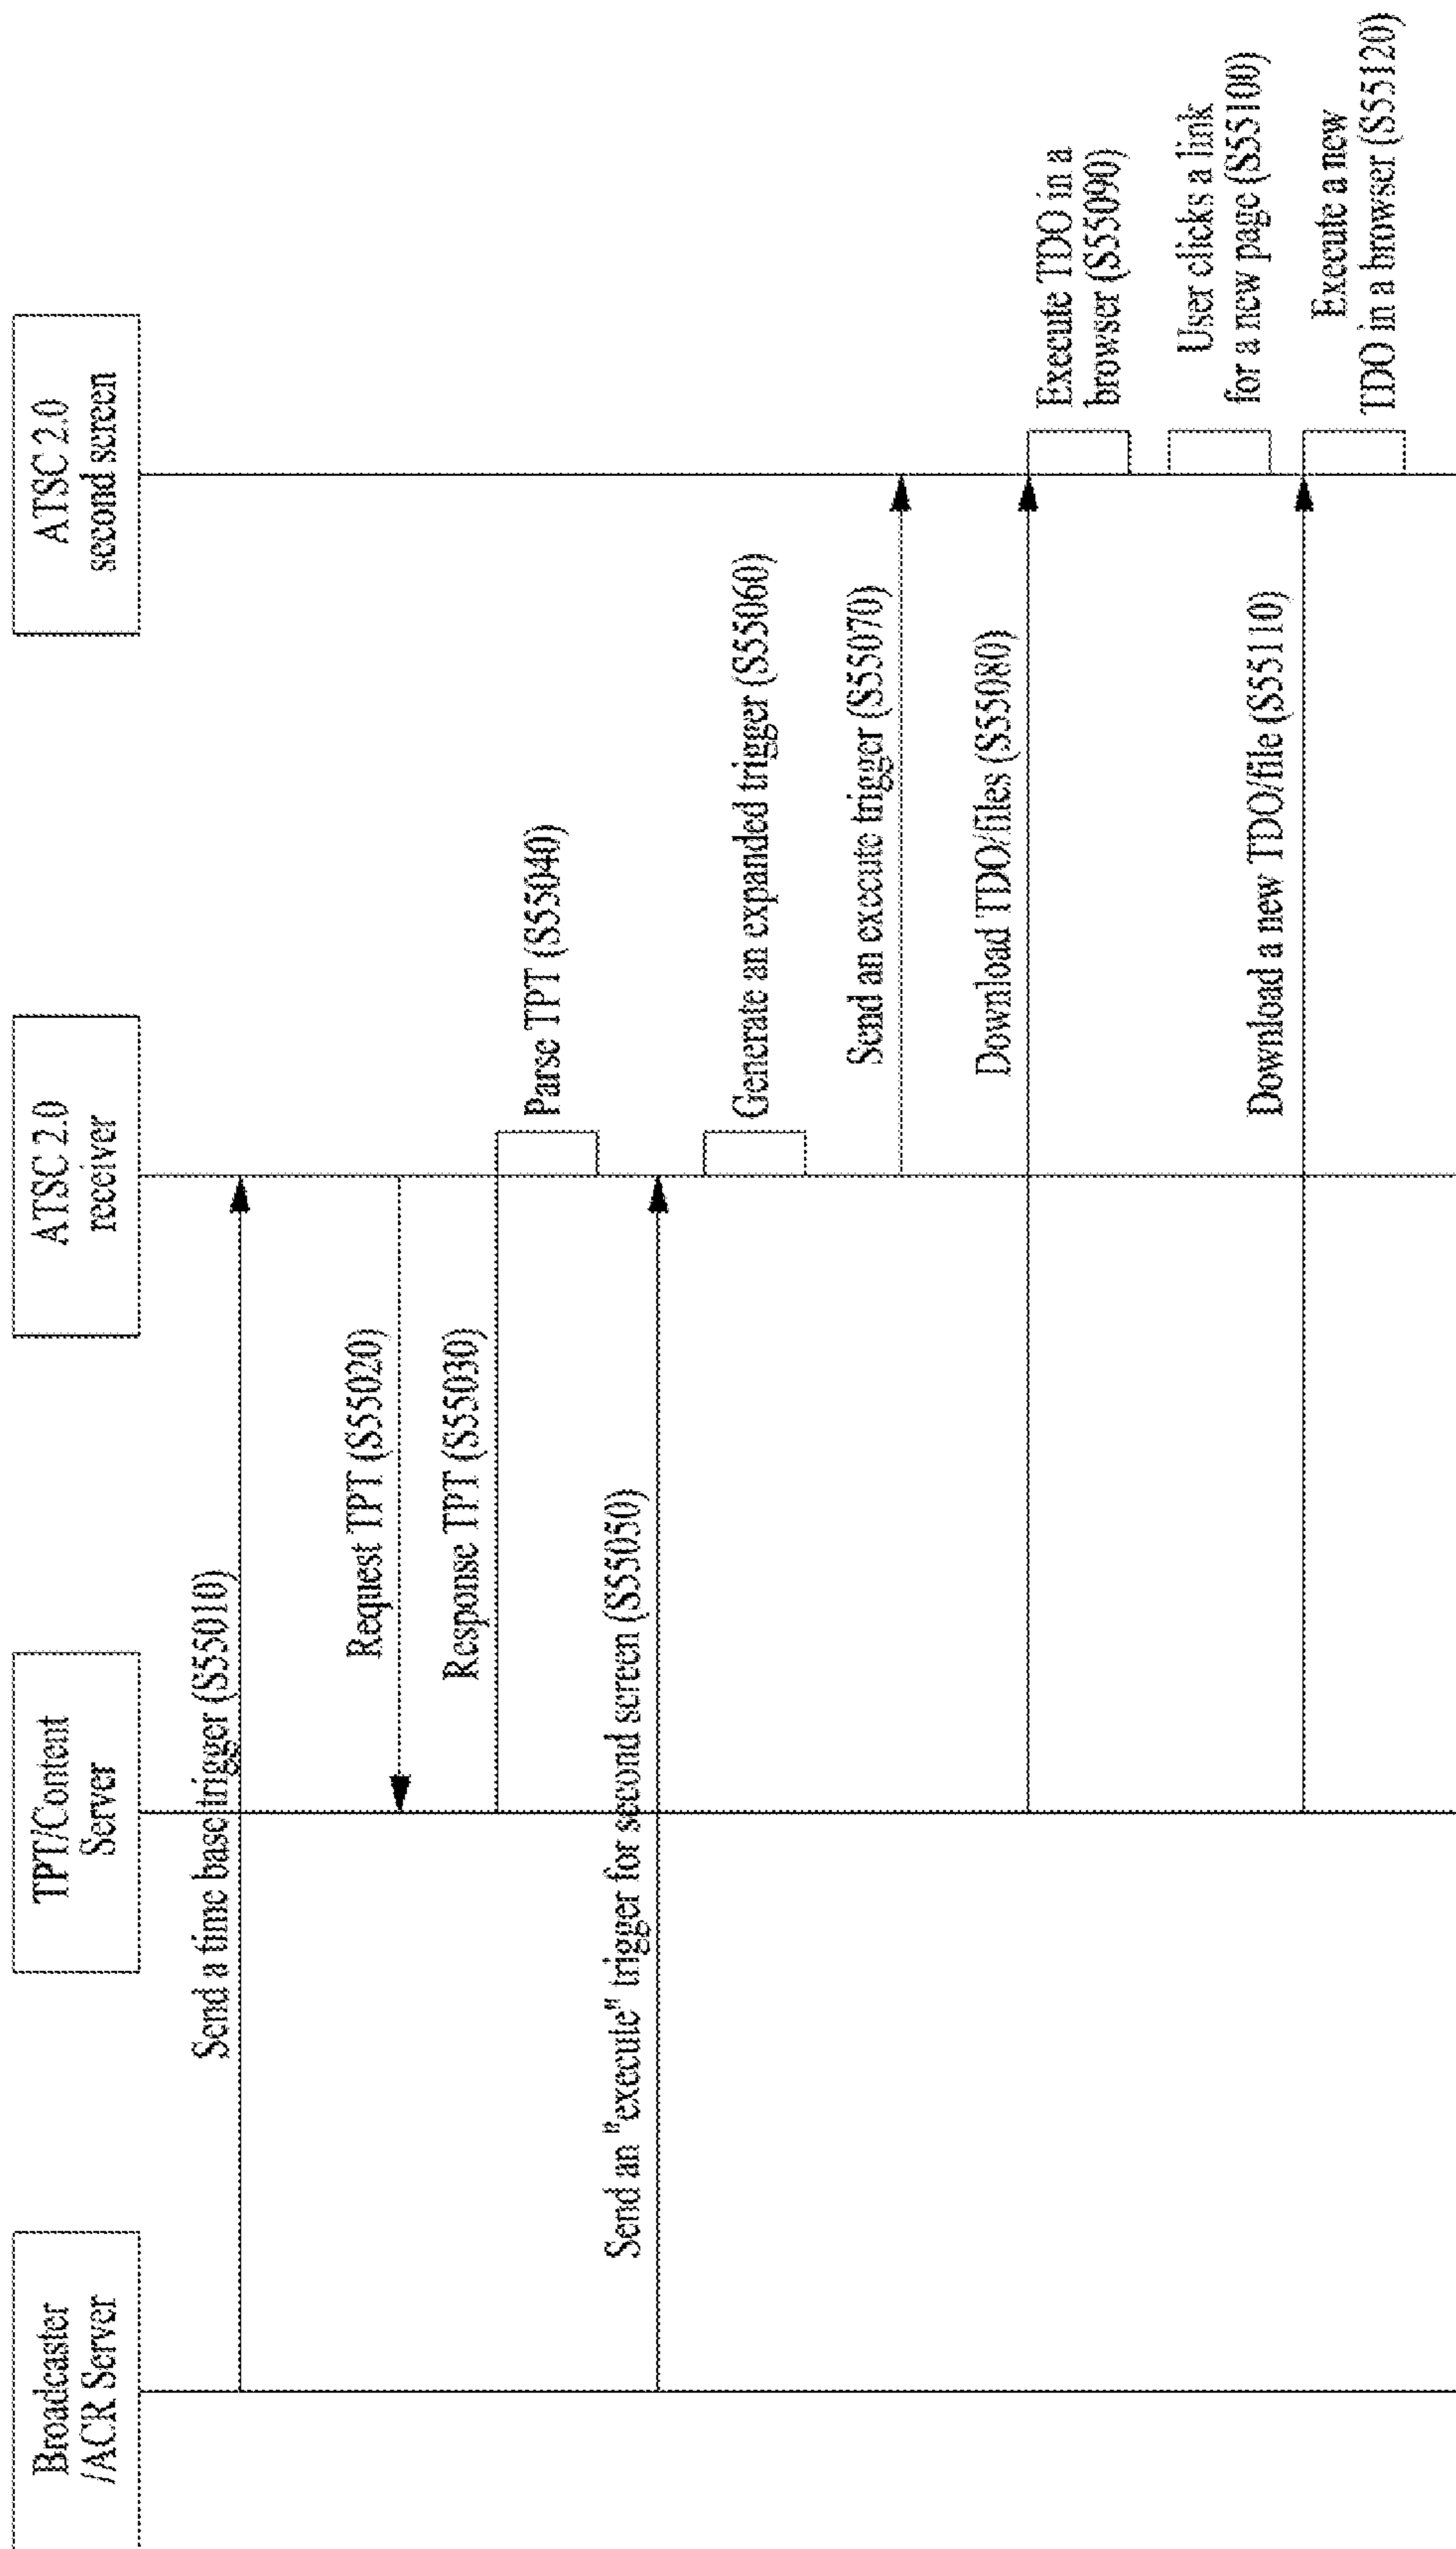 Broadcaster
/ACR Server
TPT/Content
Server
ATSC 2.0
receiver
ATSC 2.0
second screen
Send a time base trigger (S55010)
Request TPT (S55020)
Response TPT (S55030)
Parse TPT (S55040)
Send an "execute" trigger for second screen (S55050)
Generate an expanded trigger (S55060)
Send an execute trigger (S55070)
Download TDO/files (S55080)
Execute TDO in a
browser (S55090)
User clicks a link
for a new page (S55100)
Download a new TDO/file (S55110)
Execute a new
TDO in a browser (S55120)